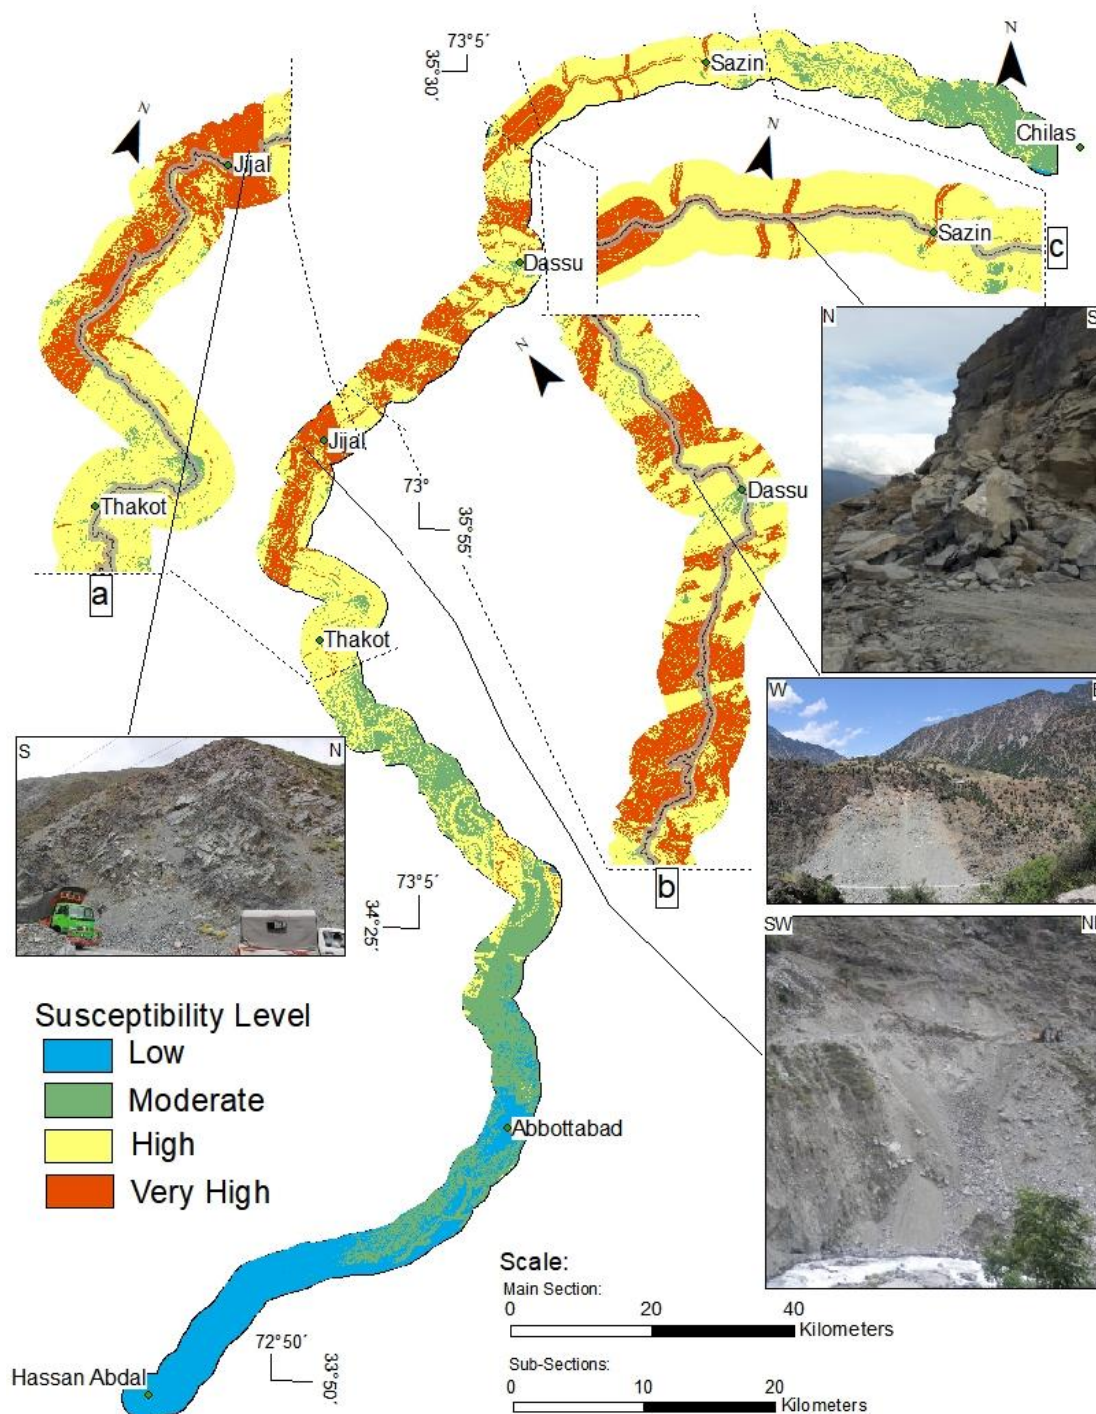 N
73°5´
35°30´
Sazin
N
Chilas
N
Jijal
N
Sazin
c
Dassu
N
S
N
Jijal
Dassu
73°
35°55´
Thakot
a
Thakot
W
E
S
N
b
73°5´
34°25´
SW
Susceptibility Level
Low
Moderate
High
Very High
Abbottabad
Scale:
Main Section:
0 20 40
Kilometers
72°50´
33°50´
Sub-Sections:
0 10 20
Kilometers
Hassan Abdal